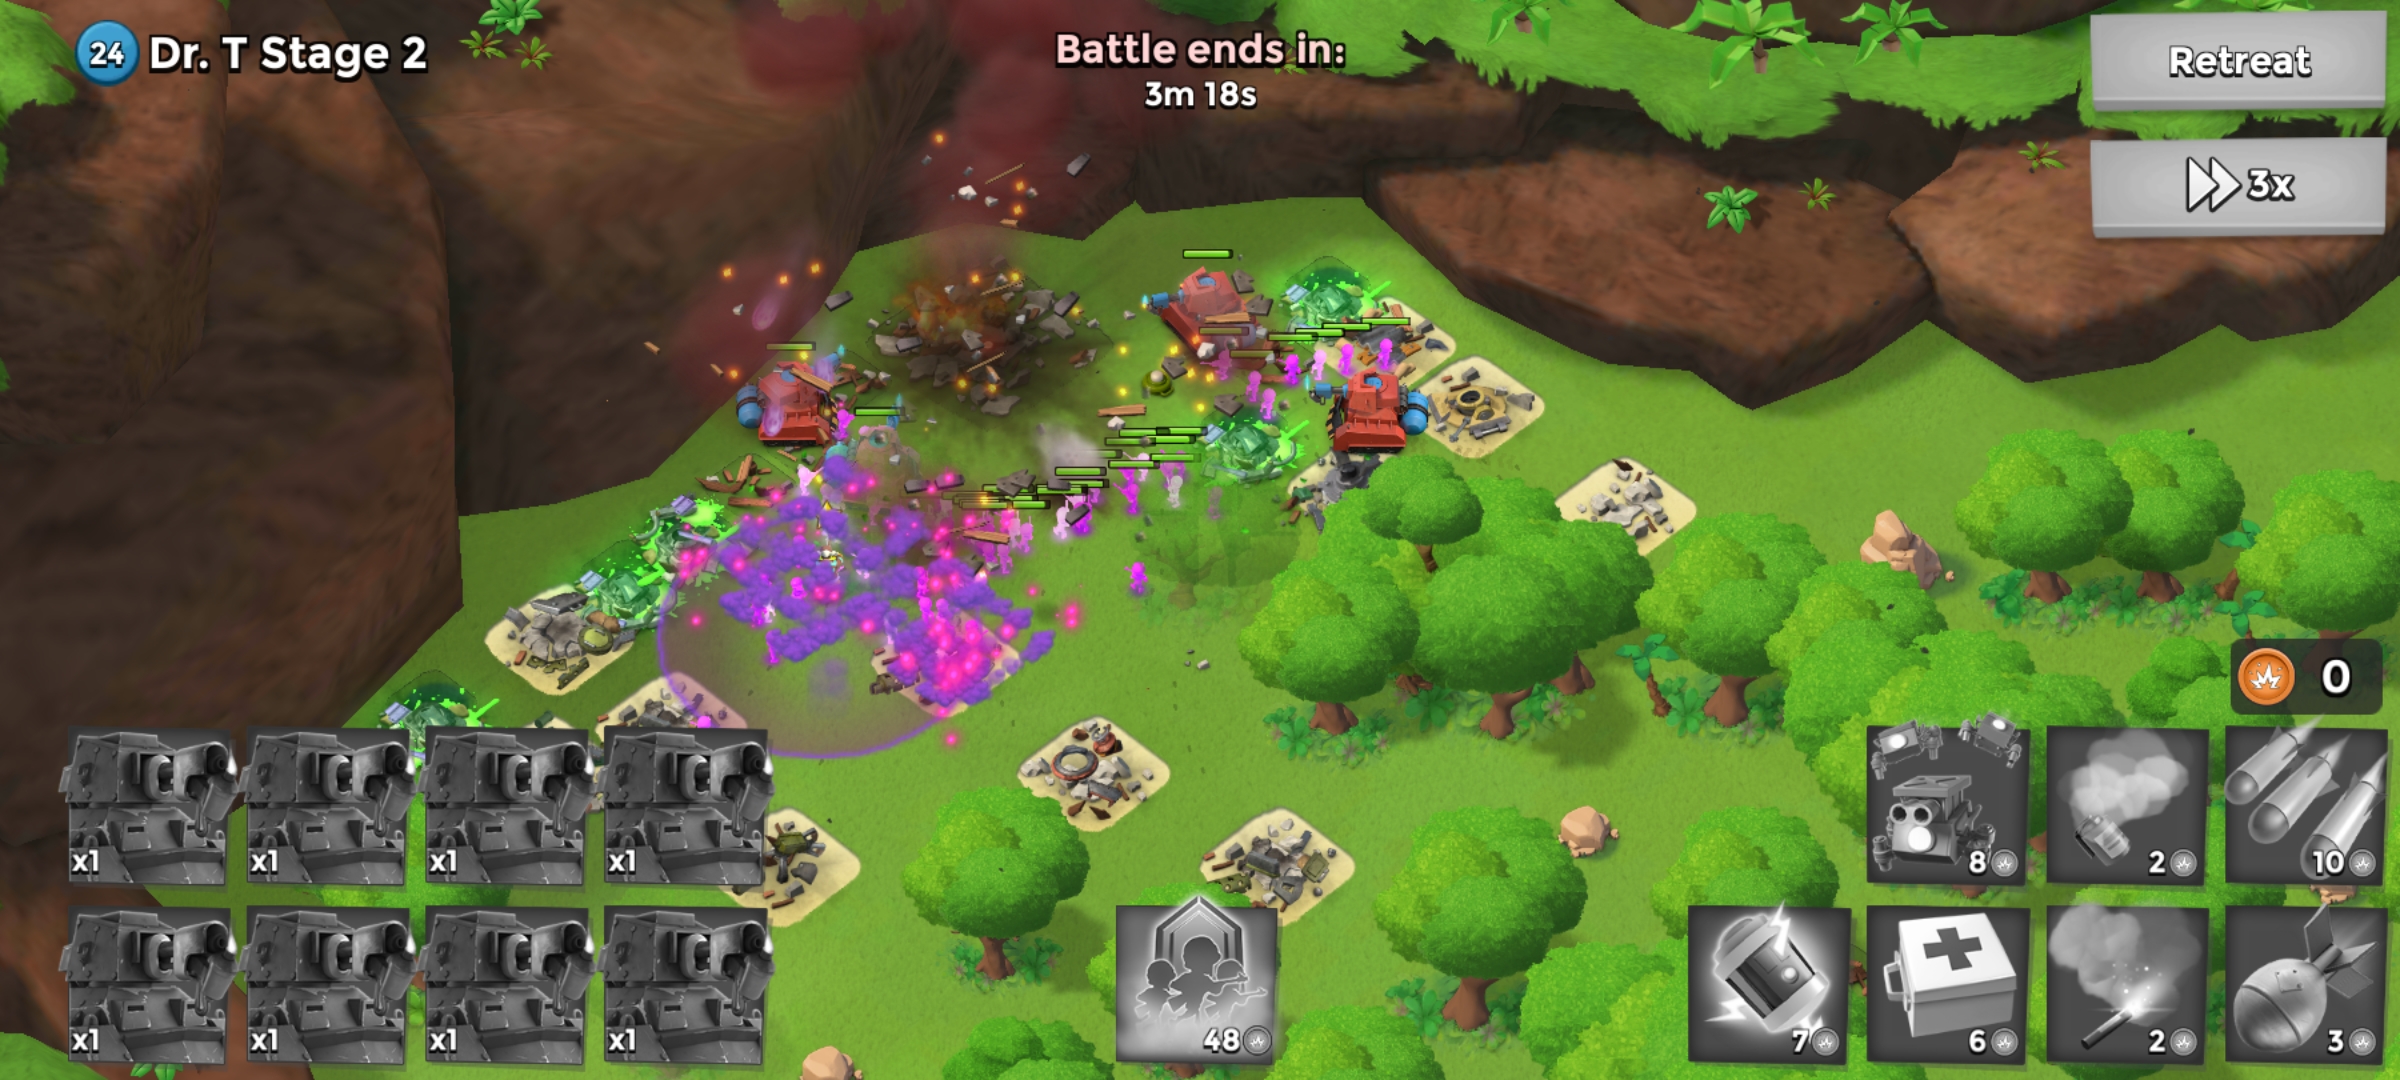 24 Dr. T Stage 2
Battle ends in:
3m 18s
Retreat
3x
0
x1 x1 x1 x1
8 2 10
x1 x1 x1 x1
48
7 6 2 3